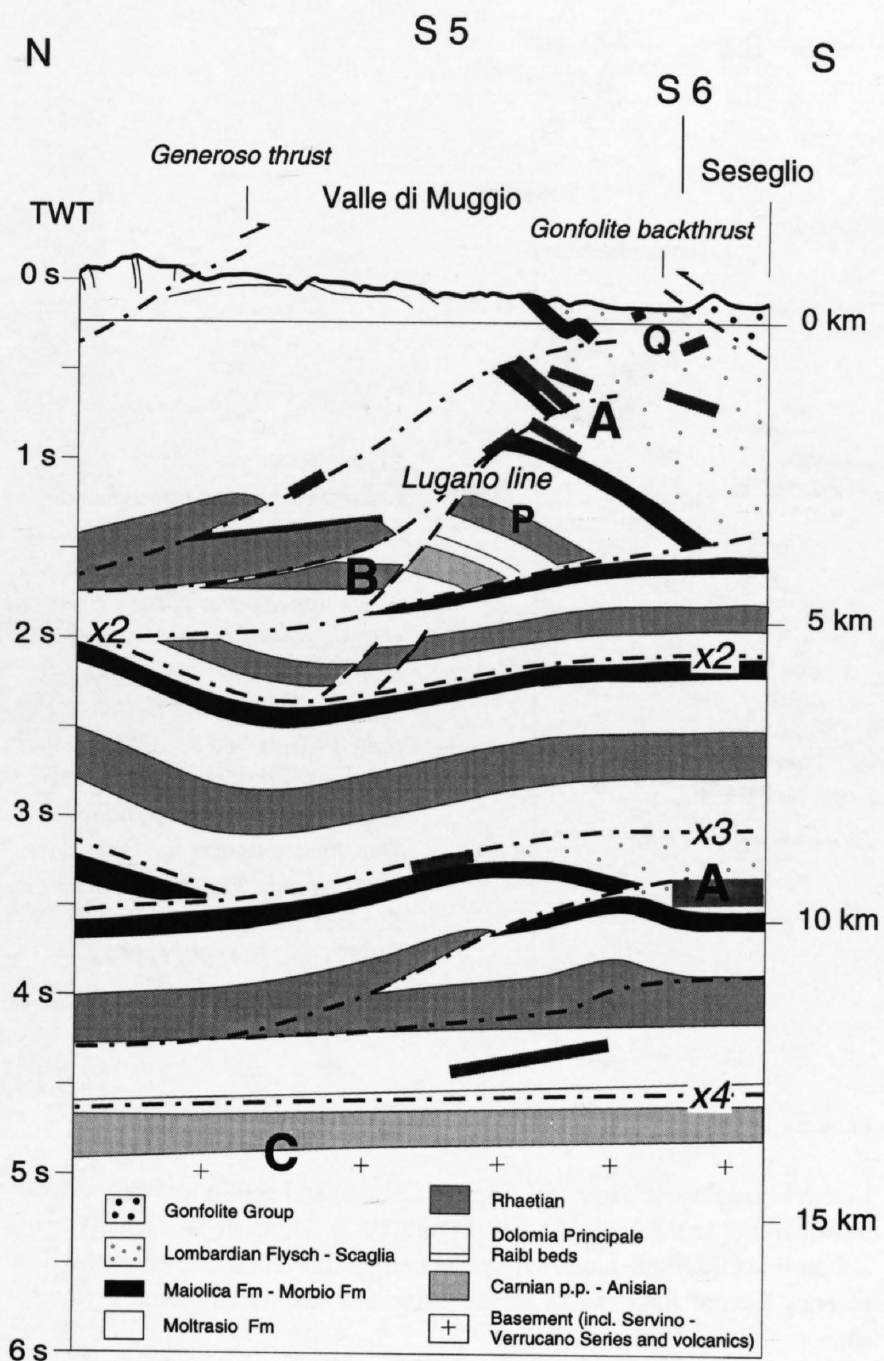 S 5
N
S
S 6
Generoso thrust
Seseglio
TWT
Valle di Muggio
Gonfolite backthrust
0 s
0 km
Q
A
1 s
Lugano line
P
B
5 km
2 s
x2
x2
3 s
x3
A
10 km
4 s
x4
C
5 s
Gonfolite Group
Lombardian Flysch - Scaglia
Maiolica Fm - Morbio Fm
Moltrasio Fm
Rhaetian
Dolomia Principale
Raibl beds
Carnian p.p. - Anisian
Basement (incl. Servino -
Verrucano Series and volcanics)
15 km
6 s